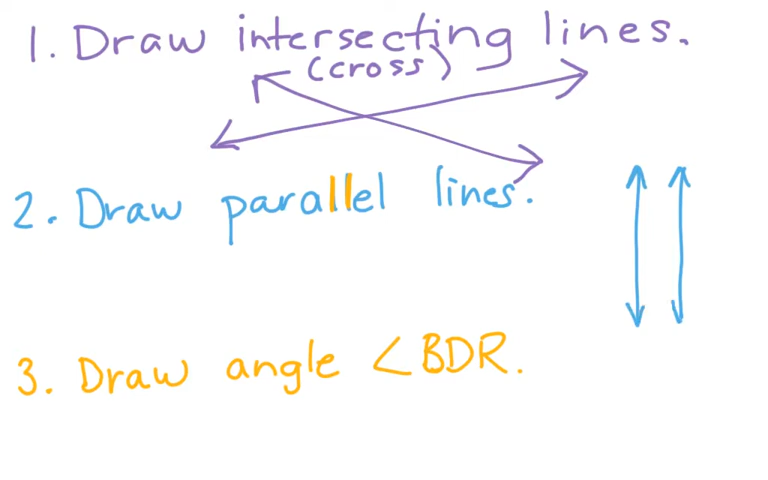 1. Draw intersecting lines.
(cross)
2. Draw parallel lines.
3. Draw angle ∠BDR.